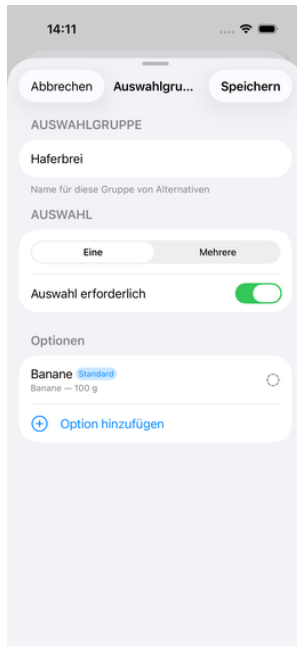 14:11
Abbrechen Auswahlgru... Speichern
AUSWAHLGRUPPE
Haferbrei
Name für diese Gruppe von Alternativen
AUSWAHL
Eine Mehrere
Auswahl erforderlich
Optionen
Banane Standard
Banane — 100 g
Option hinzufügen